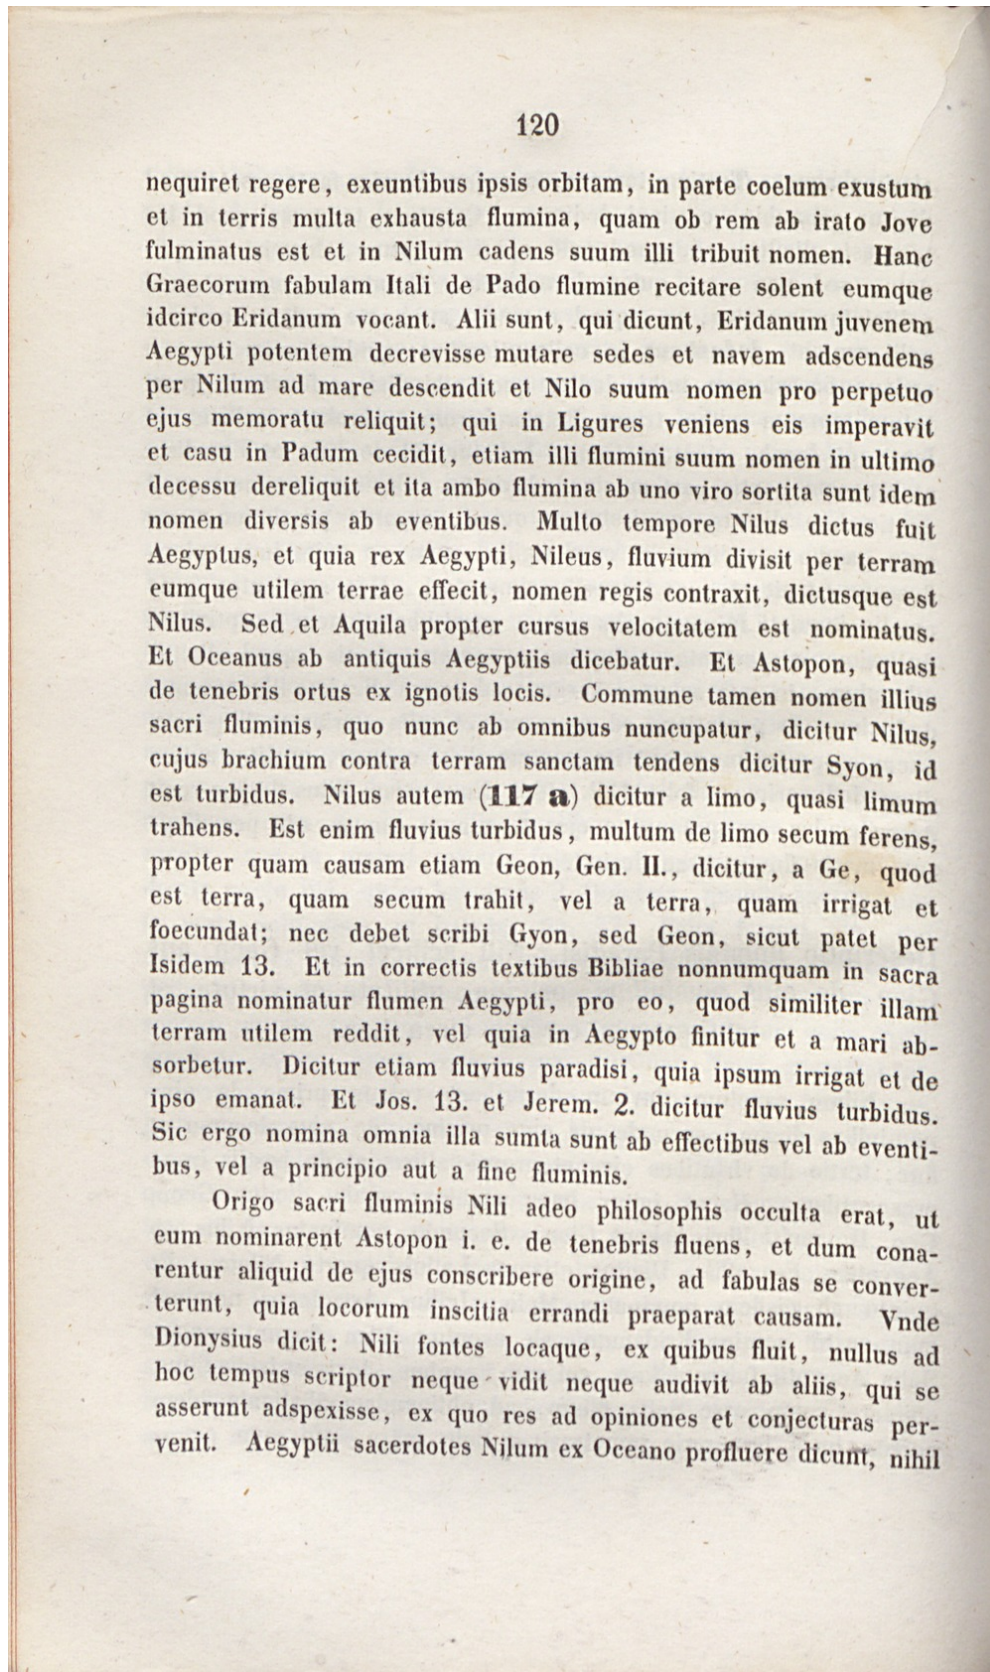 120
nequiret regere, exeuntibus ipsis orbitam, in parte coelum exustum
et in terris multa exhausta flumina, quam ob rem ab irato Jove
fulminatus est et in Nilum cadens suum illi tribuit nomen. Hanc
Graecorum fabulam Itali de Pado flumine recitare solent eumque
idcirco Eridanum vocant. Alii sunt, qui dicunt, Eridanum juvenem
Aegypti potentem decrevisse mutare sedes et navem adscendens
per Nilum ad mare descendit et Nilo suum nomen pro perpetuo
ejus memoratu reliquit; qui in Ligures veniens eis imperavit
et casu in Padum cecidit, etiam illi flumini suum nomen in ultimo
decessu dereliquit et ita ambo flumina ab uno viro sortita sunt idem
nomen diversis ab eventibus. Multo tempore Nilus dictus fuit
Aegyptus, et quia rex Aegypti, Nileus, fluvium divisit per terram
eumque utilem terrae effecit, nomen regis contraxit, dictusque est
Nilus. Sed et Aquila propter cursus velocitatem est nominatus.
Et Oceanus ab antiquis Aegyptiis dicebatur. Et Astopon, quasi
de tenebris ortus ex ignotis locis. Commune tamen nomen illius
sacri fluminis, quo nunc ab omnibus nuncupatur, dicitur Nilus,
cujus brachium contra terram sanctam tendens dicitur Syon, id
est turbidus. Nilus autem (117 a) dicitur a limo, quasi limum
trahens. Est enim fluvius turbidus, multum de limo secum ferens,
propter quam causam etiam Geon, Gen. II., dicitur, a Ge, quod
est terra, quam secum trahit, vel a terra, quam irrigat et
foecundat; nec debet scribi Gyon, sed Geon, sicut patet per
Isidem 13. Et in correctis textibus Bibliae nonnumquam in sacra
pagina nominatur flumen Aegypti, pro eo, quod similiter illam
terram utilem reddit, vel quia in Aegypto finitur et a mari ab-
sorbetur. Dicitur etiam fluvius paradisi, quia ipsum irrigat et de
ipso emanat. Et Jos. 13. et Jerem. 2. dicitur fluvius turbidus.
Sic ergo nomina omnia illa sumta sunt ab effectibus vel ab eventi-
bus, vel a principio aut a fine fluminis.
Origo sacri fluminis Nili adeo philosophis occulta erat, ut
eum nominarent Astopon i. e. de tenebris fluens, et dum cona-
rentur aliquid de ejus conscribere origine, ad fabulas se conver-
terunt, quia locorum inscitia errandi praeparat causam. Vnde
Dionysius dicit: Nili fontes locaque, ex quibus fluit, nullus ad
hoc tempus scriptor neque vidit neque audivit ab aliis, qui se
asserunt adspexisse, ex quo res ad opiniones et conjecturas per-
venit. Aegyptii sacerdotes Nilum ex Oceano profluere dicunt, nihil